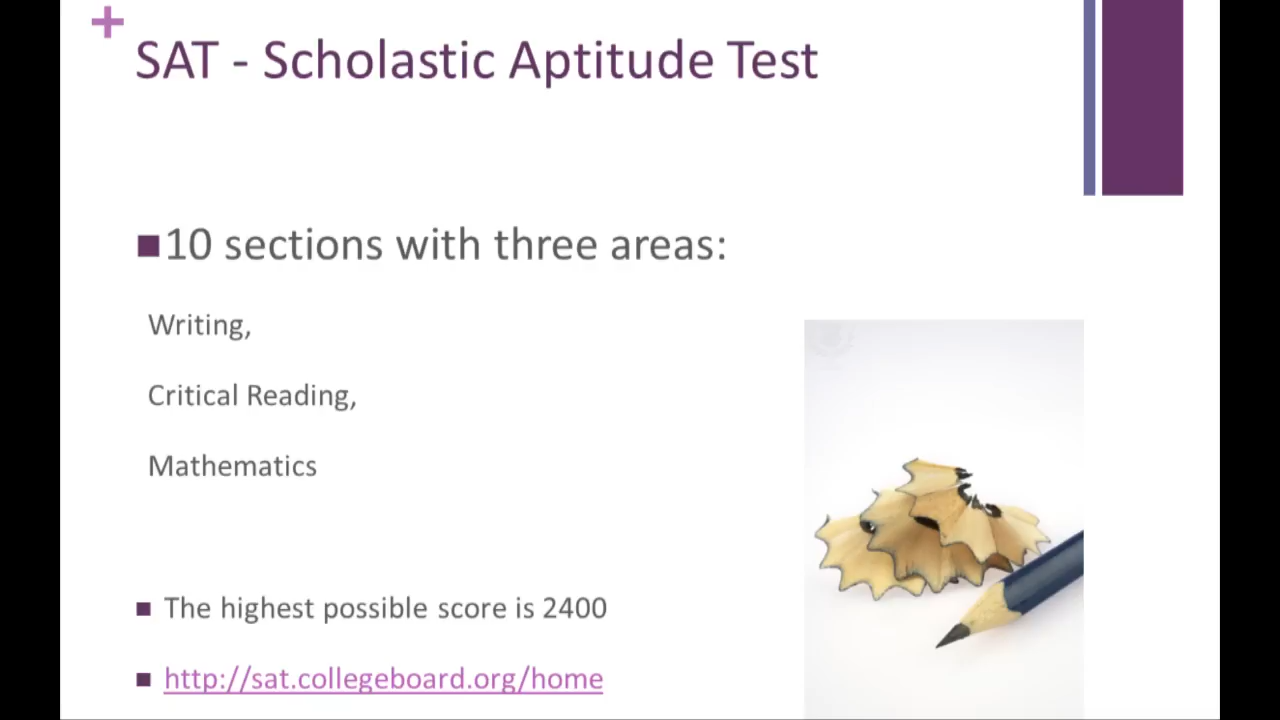 +
SAT - Scholastic Aptitude Test
10 sections with three areas:
Writing,
Critical Reading,
Mathematics
The highest possible score is 2400
http://sat.collegeboard.org/home